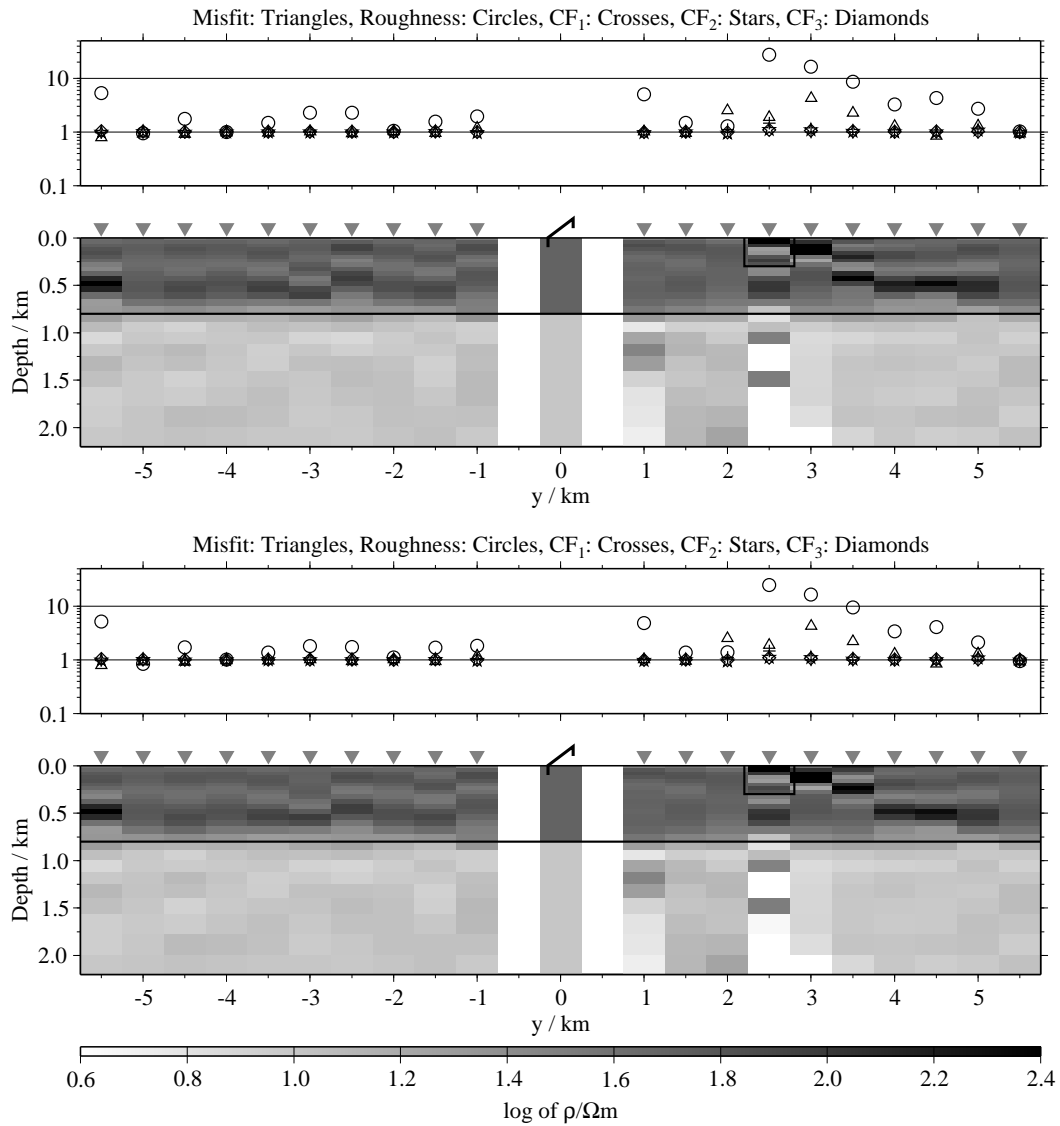 Misfit: Triangles, Roughness: Circles, CF₁: Crosses, CF₂: Stars, CF₃: Diamonds
10
1
0.1
0.0
0.5
1.0
1.5
2.0
Depth / km
-5 -4 -3 -2 -1 0 1 2 3 4 5
y / km
Misfit: Triangles, Roughness: Circles, CF₁: Crosses, CF₂: Stars, CF₃: Diamonds
10
1
0.1
0.0
0.5
1.0
1.5
2.0
Depth / km
-5 -4 -3 -2 -1 0 1 2 3 4 5
y / km
0.6 0.8 1.0 1.2 1.4 1.6 1.8 2.0 2.2 2.4
log of ρ/Ωm